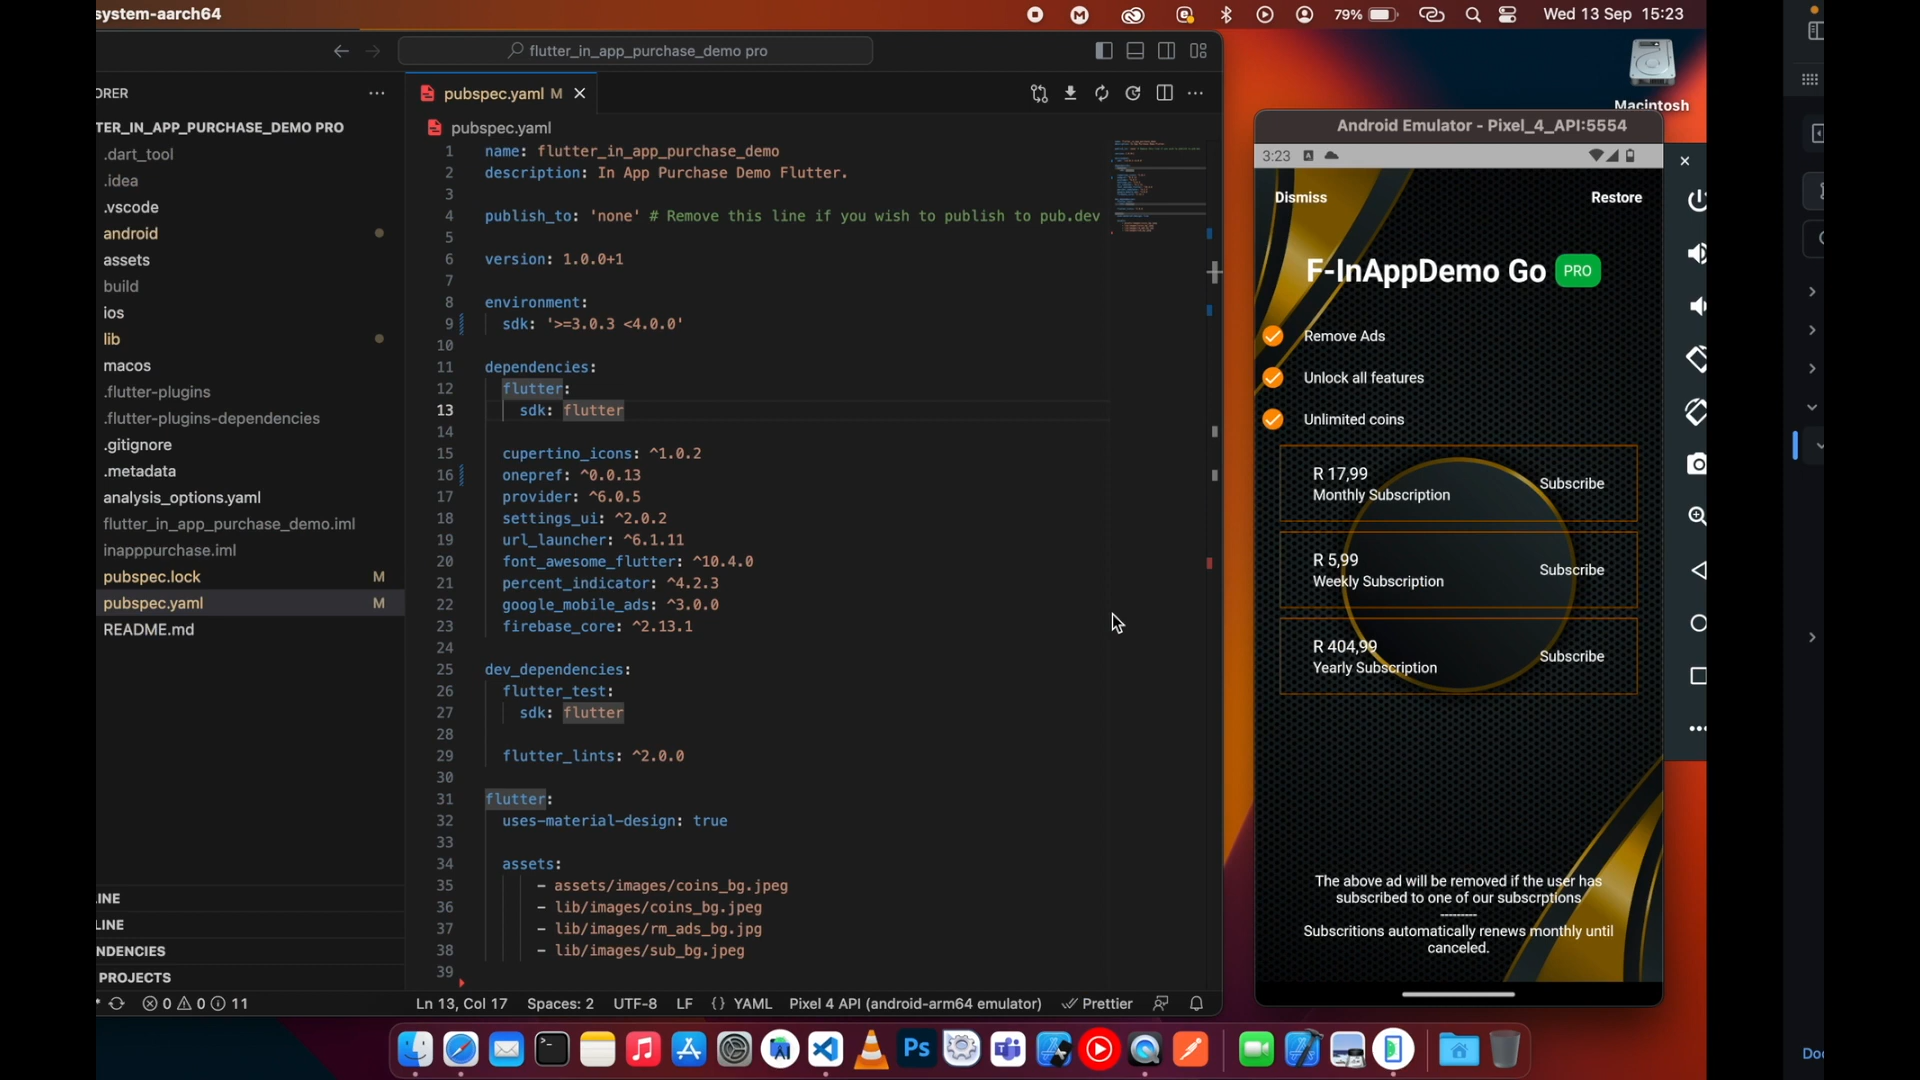 system-aarch64
79%
Wed 13 Sep 15:23
flutter_in_app_purchase_demo pro
ORER
pubspec.yaml M
TER_IN_APP_PURCHASE_DEMO PRO
.dart_tool
.idea
.vscode
android
assets
build
ios
lib
macos
.flutter-plugins
.flutter-plugins-dependencies
.gitignore
.metadata
analysis_options.yaml
flutter_in_app_purchase_demo.iml
inapppurchase.iml
pubspec.lock M
pubspec.yaml M
README.md
INE
LINE
NDENCIES
PROJECTS
pubspec.yaml
1 name: flutter_in_app_purchase_demo
2 description: In App Purchase Demo Flutter.
3
4 publish_to: 'none' # Remove this line if you wish to publish to pub.dev
5
6 version: 1.0.0+1
7
8 environment:
9 sdk: '>=3.0.3 <4.0.0'
10
11 dependencies:
12 flutter:
13 sdk: flutter
14
15 cupertino_icons: ^1.0.2
16 onepref: ^0.0.13
17 provider: ^6.0.5
18 settings_ui: ^2.0.2
19 url_launcher: ^6.1.11
20 font_awesome_flutter: ^10.4.0
21 percent_indicator: ^4.2.3
22 google_mobile_ads: ^3.0.0
23 firebase_core: ^2.13.1
24
25 dev_dependencies:
26 flutter_test:
27 sdk: flutter
28
29 flutter_lints: ^2.0.0
30
31 flutter:
32 uses-material-design: true
33
34 assets:
35 - assets/images/coins_bg.jpeg
36 - lib/images/coins_bg.jpeg
37 - lib/images/rm_ads_bg.jpg
38 - lib/images/sub_bg.jpeg
39
0 0 11
Ln 13, Col 17 Spaces: 2 UTF-8 LF {} YAML Pixel 4 API (android-arm64 emulator) Prettier
Macintosh
Android Emulator - Pixel_4_API:5554
3:23
Dismiss Restore
F-InAppDemo Go PRO
Remove Ads
Unlock all features
Unlimited coins
R 17,99
Monthly Subscription
Subscribe
R 5,99
Weekly Subscription
Subscribe
R 404,99
Yearly Subscription
Subscribe
The above ad will be removed if the user has
subscribed to one of our subscrptions
---------
Subscritions automatically renews monthly until
canceled.
Ps
Doc